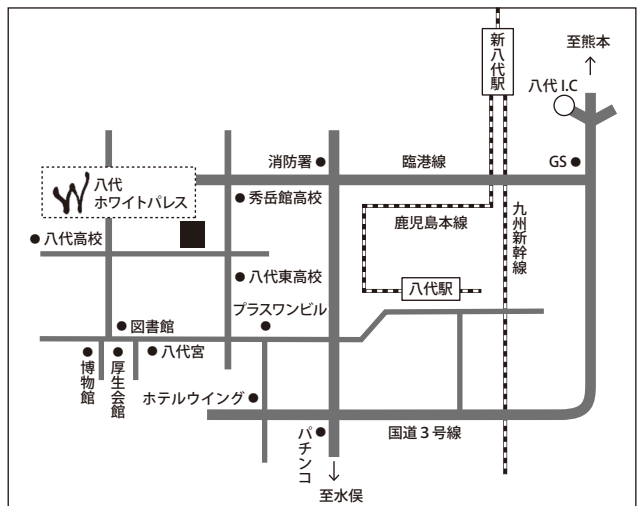 新八代駅
至熊本
八代 I.C
消防署
臨港線
GS
W
八代
ホワイトパレス
秀岳館高校
鹿児島本線
九州新幹線
八代高校
八代東高校
八代駅
プラスワンビル
図書館
八代宮
博物館
厚生会館
ホテルウイング
国道3号線
パチンコ
至水俣